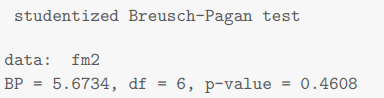 studentized Breusch-Pagan test
data: fm2
BP = 5.6734, df = 6, p-value = 0.4608